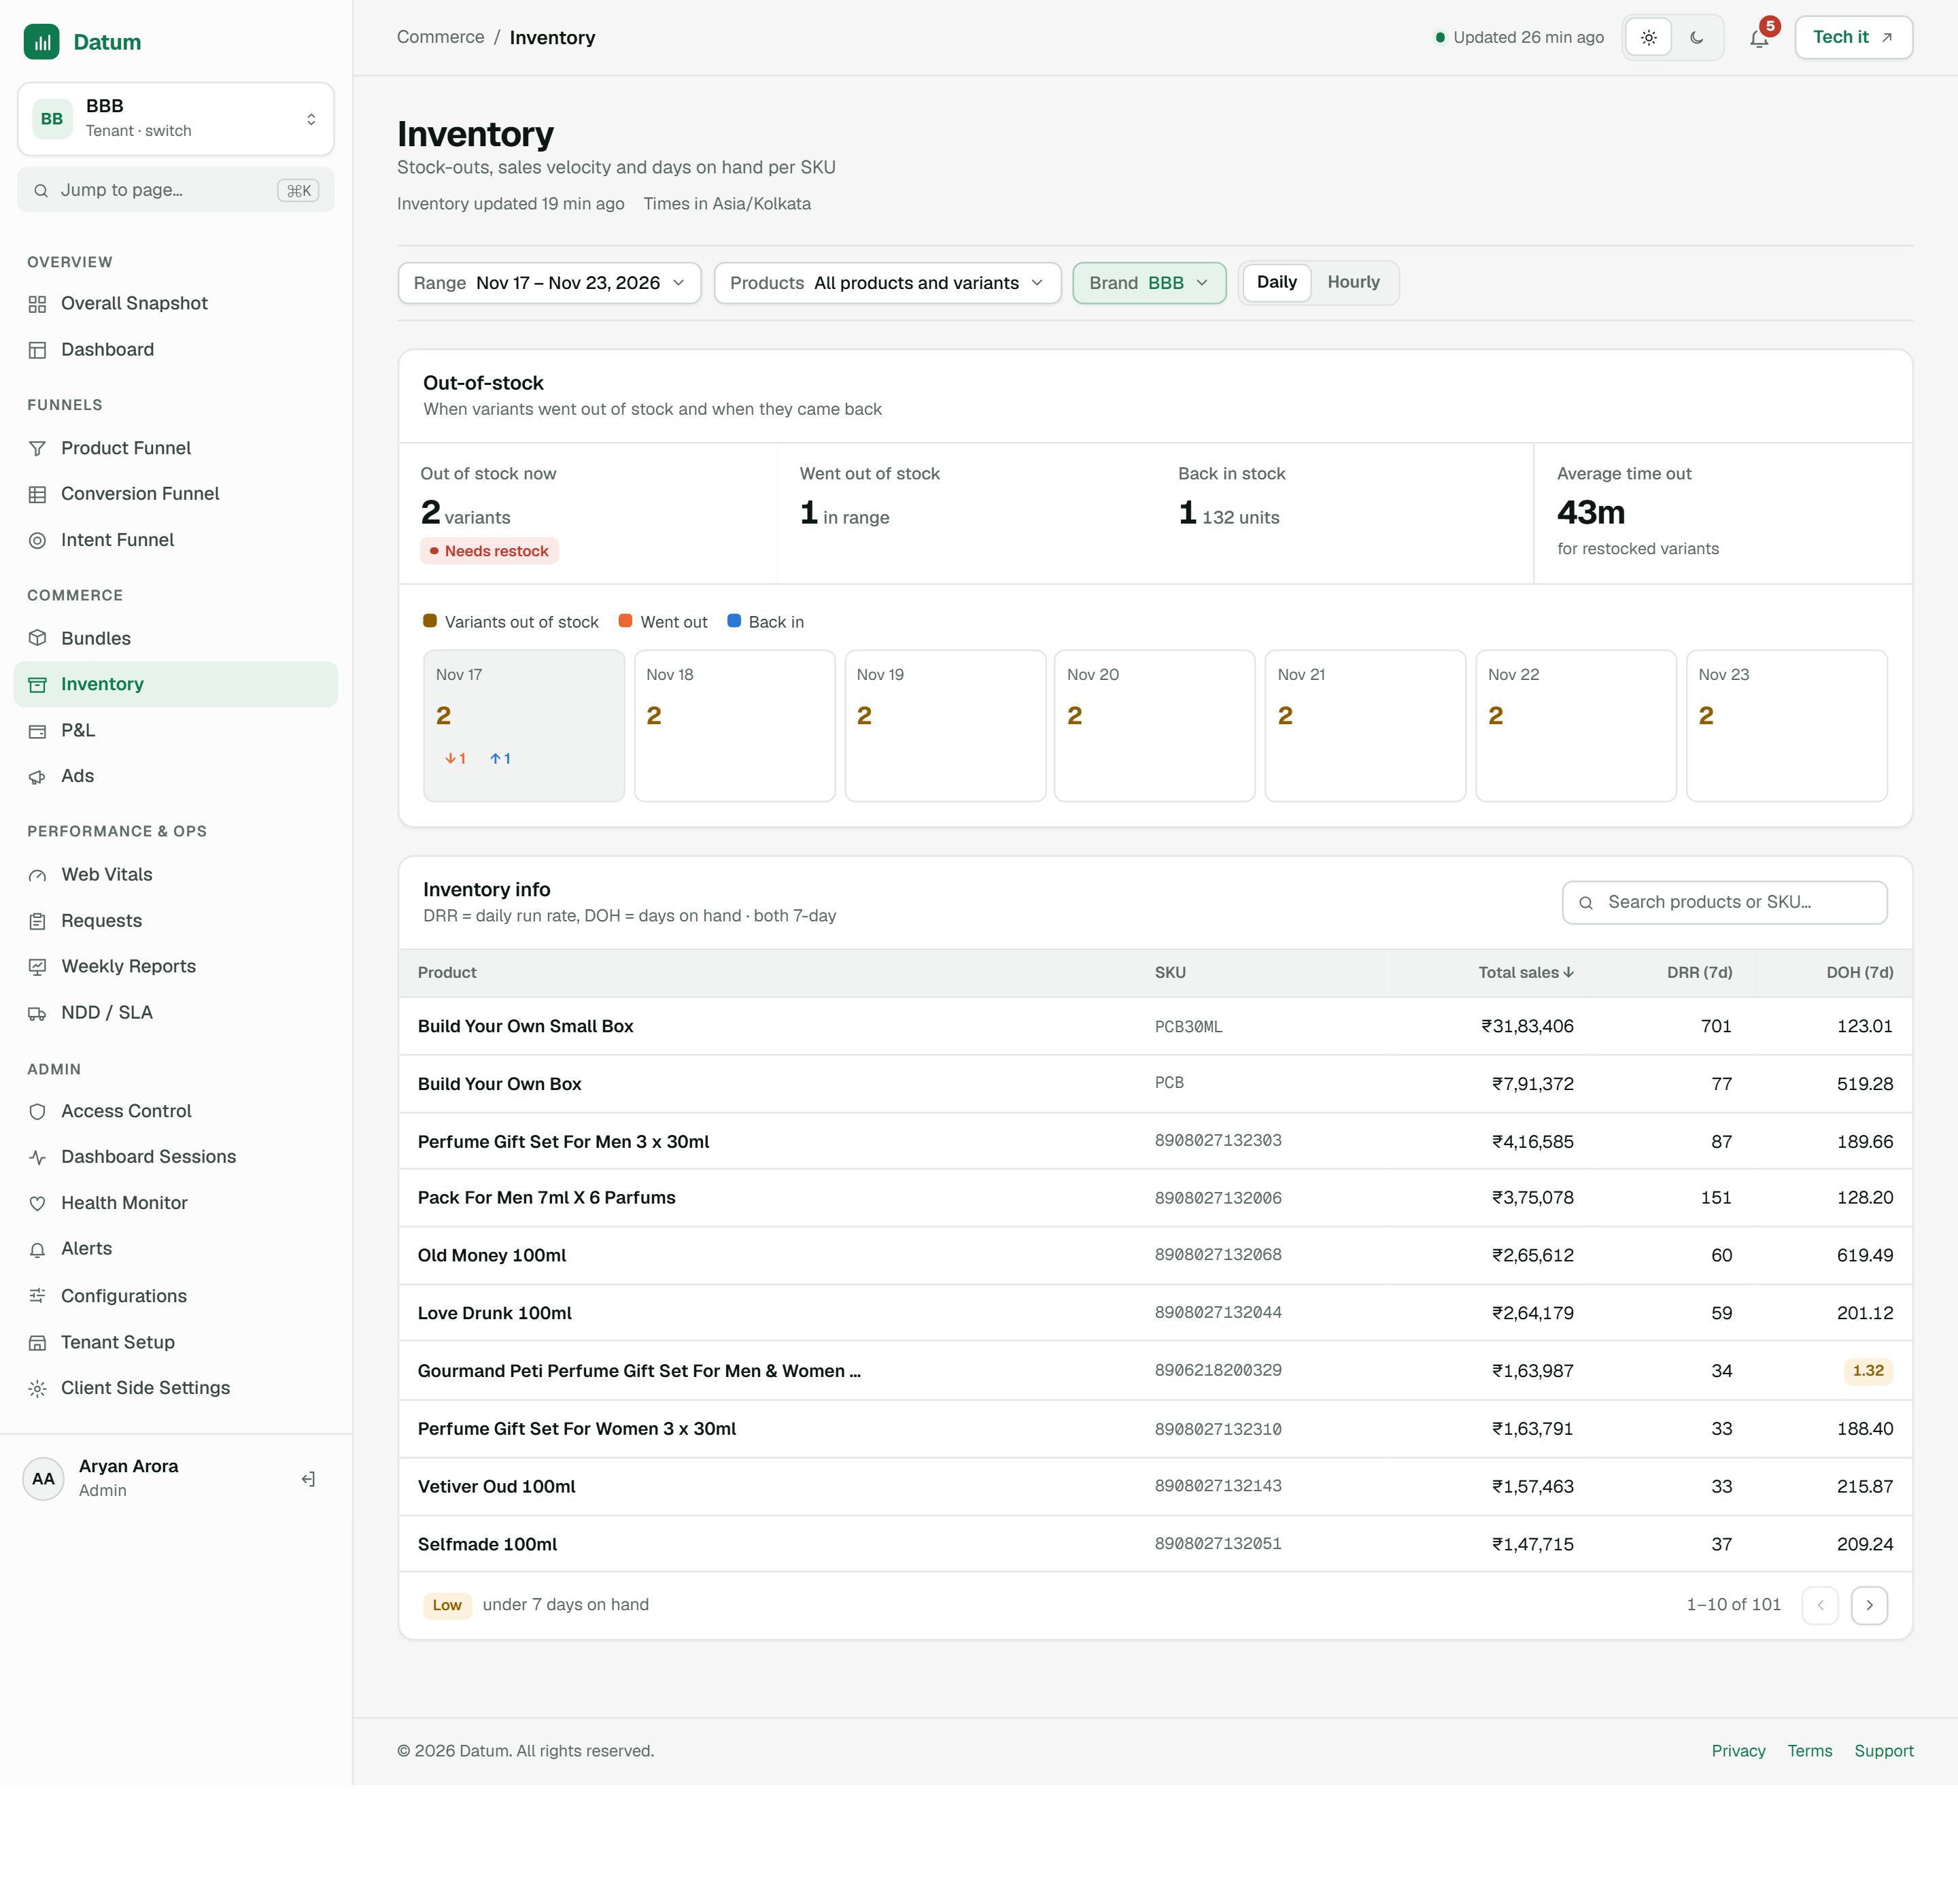 Datum
BB
BBB
Tenant · switch
Jump to page...
⌘K
OVERVIEW
Overall Snapshot
Dashboard
FUNNELS
Product Funnel
Conversion Funnel
Intent Funnel
COMMERCE
Bundles
Inventory
P&L
Ads
PERFORMANCE & OPS
Web Vitals
Requests
Weekly Reports
NDD / SLA
ADMIN
Access Control
Dashboard Sessions
Health Monitor
Alerts
Configurations
Tenant Setup
Client Side Settings
AA
Aryan Arora
Admin
Commerce / Inventory
Updated 26 min ago
5
Tech it ↗
Inventory
Stock-outs, sales velocity and days on hand per SKU
Inventory updated 19 min ago Times in Asia/Kolkata
Range Nov 17 – Nov 23, 2026
Products All products and variants
Brand BBB
Daily Hourly
Out-of-stock
When variants went out of stock and when they came back
Out of stock now
2 variants
Needs restock
Went out of stock
1 in range
Back in stock
1 132 units
Average time out
43m
for restocked variants
Variants out of stock Went out Back in
Nov 17
2
↓ 1 ↑ 1
Nov 18
2
Nov 19
2
Nov 20
2
Nov 21
2
Nov 22
2
Nov 23
2
Inventory info
DRR = daily run rate, DOH = days on hand · both 7-day
Search products or SKU...
Product SKU Total sales ↓ DRR (7d) DOH (7d)
Build Your Own Small Box PCB30ML ₹31,83,406 701 123.01
Build Your Own Box PCB ₹7,91,372 77 519.28
Perfume Gift Set For Men 3 x 30ml 8908027132303 ₹4,16,585 87 189.66
Pack For Men 7ml X 6 Parfums 8908027132006 ₹3,75,078 151 128.20
Old Money 100ml 8908027132068 ₹2,65,612 60 619.49
Love Drunk 100ml 8908027132044 ₹2,64,179 59 201.12
Gourmand Peti Perfume Gift Set For Men & Women ... 8906218200329 ₹1,63,987 34 1.32
Perfume Gift Set For Women 3 x 30ml 8908027132310 ₹1,63,791 33 188.40
Vetiver Oud 100ml 8908027132143 ₹1,57,463 33 215.87
Selfmade 100ml 8908027132051 ₹1,47,715 37 209.24
Low under 7 days on hand
1–10 of 101
© 2026 Datum. All rights reserved.
Privacy Terms Support